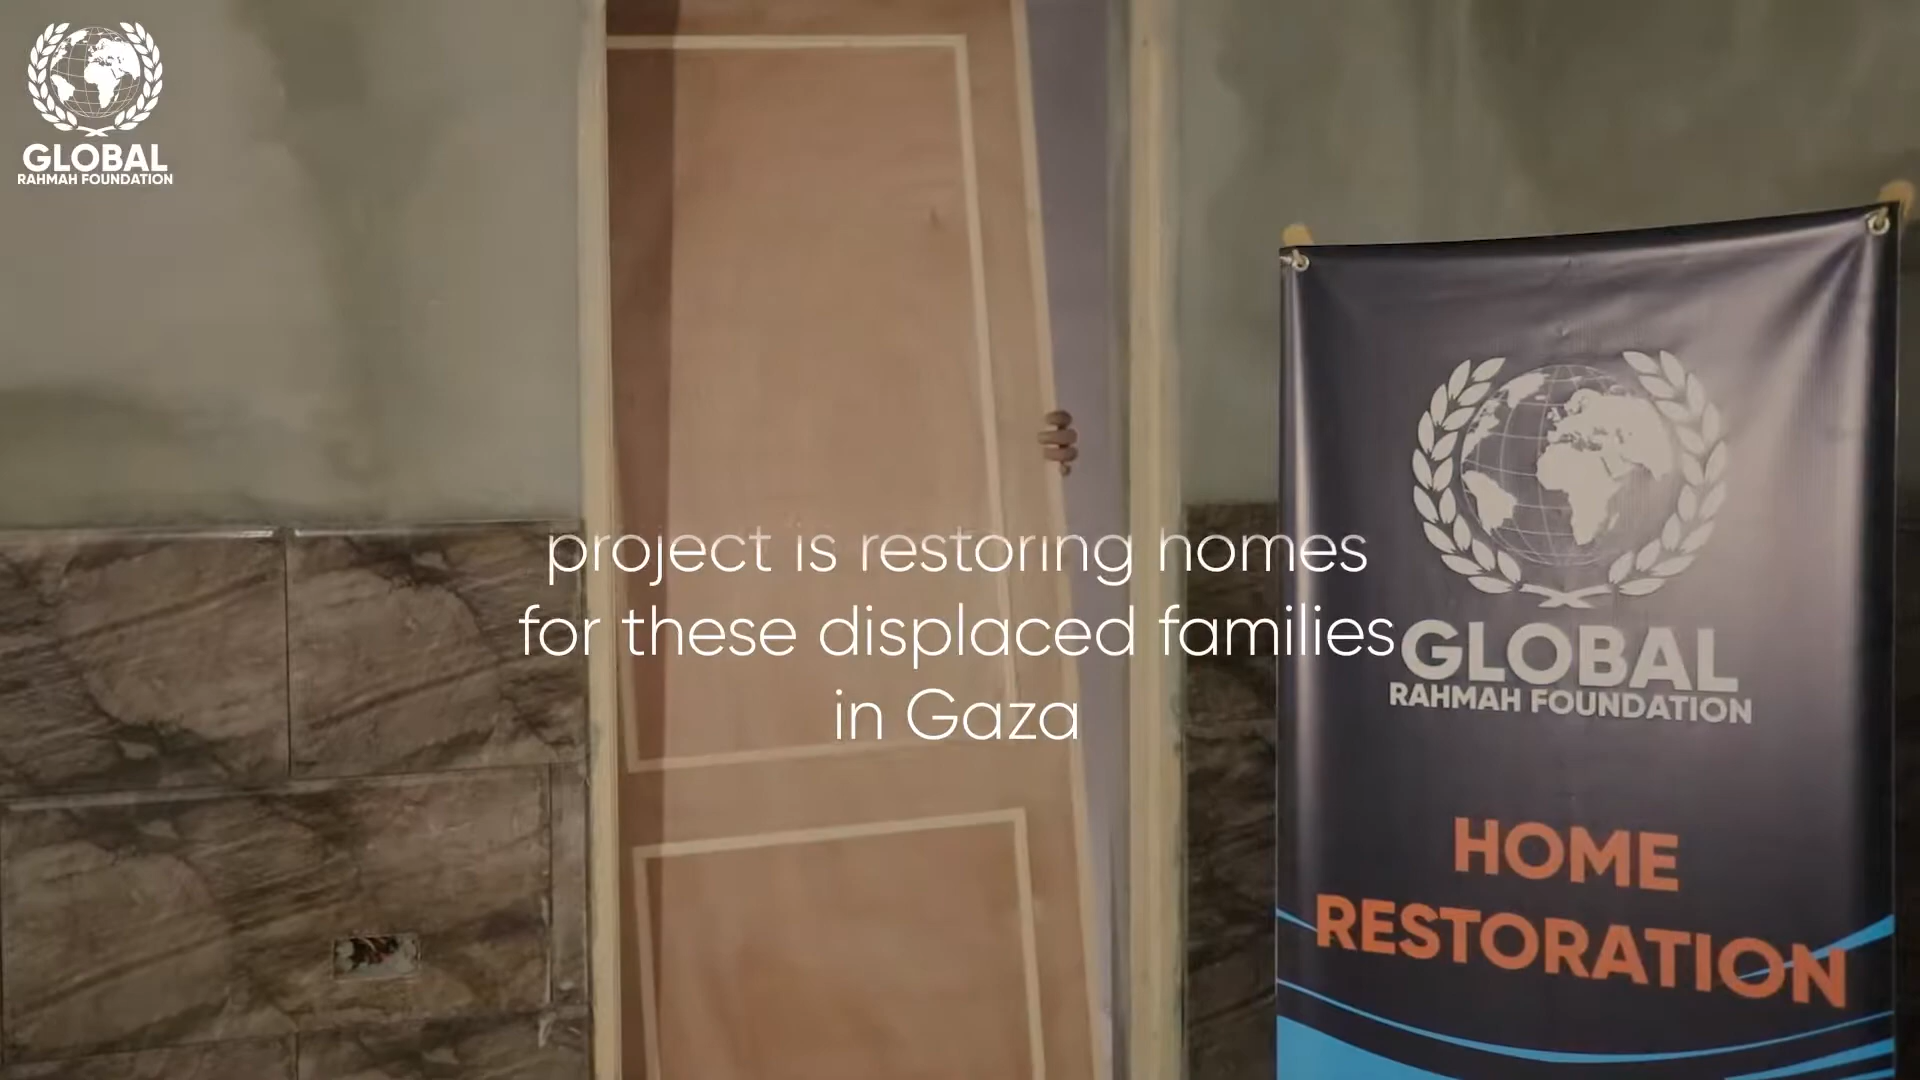 GLOBAL
RAHMAH FOUNDATION
project is restoring homes
for these displaced families
in Gaza
GLOBAL
RAHMAH FOUNDATION
HOME
RESTORATION